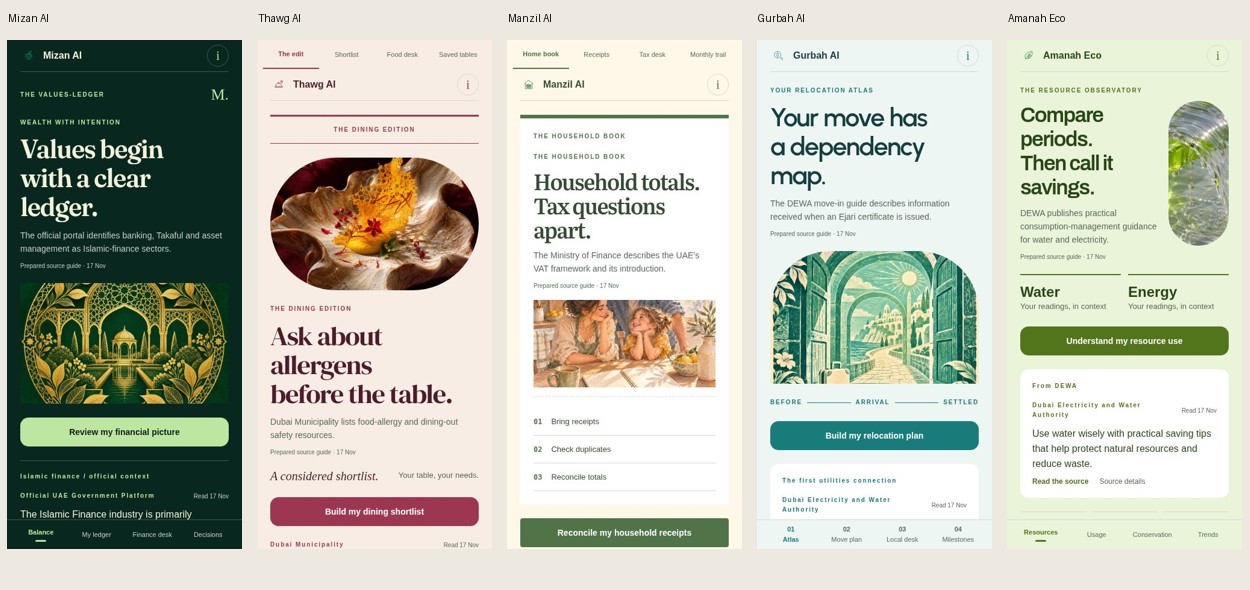 Mizan AI
Mizan AI
i
THE VALUES-LEDGER
M.
WEALTH WITH INTENTION
Values begin
with a clear
ledger.
The official portal identifies banking, Takaful and asset
management as Islamic-finance sectors.
Prepared source guide · 17 Nov
Review my financial picture
Islamic finance / official context
Official UAE Government Platform
Read 17 Nov
The Islamic Finance industry is primarily
Balance
My ledger
Finance desk
Decisions
Thawg AI
The edit
Shortlist
Food desk
Saved tables
Thawg AI
i
THE DINING EDITION
THE DINING EDITION
Ask about
allergens
before the table.
Dubai Municipality lists food-allergy and dining-out
safety resources.
Prepared source guide · 17 Nov
A considered shortlist.
Your table, your needs.
Build my dining shortlist
Dubai Municipality
Read 17 Nov
Manzil AI
Home book
Receipts
Tax desk
Monthly trail
Manzil AI
i
THE HOUSEHOLD BOOK
THE HOUSEHOLD BOOK
Household totals.
Tax questions
apart.
The Ministry of Finance describes the UAE's
VAT framework and its introduction.
Prepared source guide · 17 Nov
01 Bring receipts
02 Check duplicates
03 Reconcile totals
Reconcile my household receipts
Gurbah AI
Gurbah AI
i
YOUR RELOCATION ATLAS
Your move has
a dependency
map.
The DEWA move-in guide describes information
received when an Ejari certificate is issued.
Prepared source guide · 17 Nov
BEFORE
ARRIVAL
SETTLED
Build my relocation plan
The first utilities connection
Dubai Electricity and Water
Authority
Read 17 Nov
01
Atlas
02
Move plan
03
Local desk
04
Milestones
Amanah Eco
Amanah Eco
i
THE RESOURCE OBSERVATORY
Compare
periods.
Then call it
savings.
DEWA publishes practical
consumption-management guidance
for water and electricity.
Prepared source guide · 17 Nov
Water
Your readings, in context
Energy
Your readings, in context
Understand my resource use
From DEWA
Dubai Electricity and Water
Authority
Read 17 Nov
Use water wisely with practical saving tips
that help protect natural resources and
reduce waste.
Read the source
Source details
Resources
Usage
Conservation
Trends